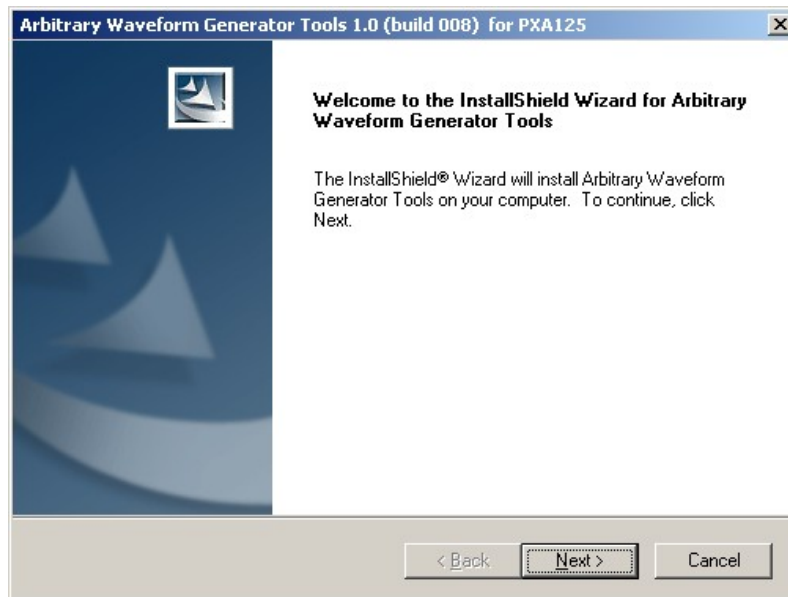 Arbitrary Waveform Generator Tools 1.0 (build 008) for PXA125
Welcome to the InstallShield Wizard for Arbitrary
Waveform Generator Tools
The InstallShield® Wizard will install Arbitrary Waveform
Generator Tools on your computer. To continue, click
Next.
< Back
Next >
Cancel